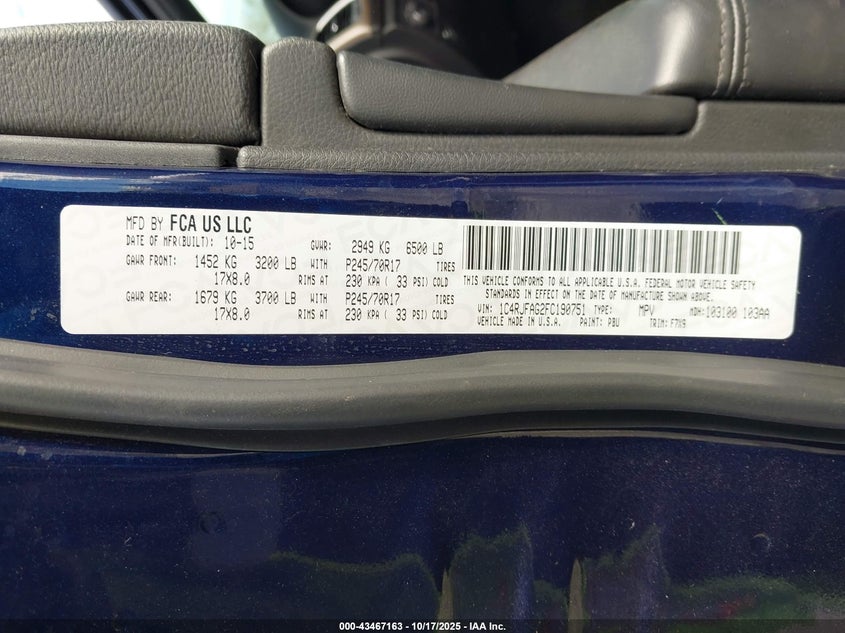 MFD BY FCA US LLC
DATE OF MFR(BUILT): 10-15 GVWR: 2949 KG 6500 LB
GAWR FRONT: 1452 KG 3200 LB WITH P245/70R17 TIRES
17X8.0 RIMS AT 230 KPA ( 33 PSI) COLD
GAWR REAR: 1679 KG 3700 LB WITH P245/70R17 TIRES
17X8.0 RIMS AT 230 KPA ( 33 PSI) COLD
THIS VEHICLE CONFORMS TO ALL APPLICABLE U.S.A. FEDERAL MOTOR VEHICLE SAFETY
STANDARDS IN EFFECT ON THE DATE OF MANUFACTURE SHOWN ABOVE.
VIN: 1C4RJFAG2FC190751 TYPE: MPV MDH: 103100 103AA
VEHICLE MADE IN U.S.A. PAINT: PBU TRIM:
000-43467163 | 10/17/2025 | IAA Inc.